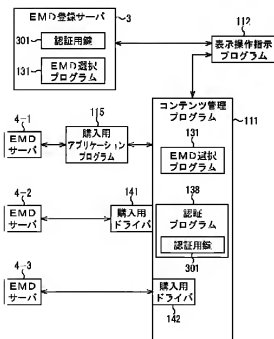 EMD登録サーバ
3
301
認証用鍵
131
EMD選択
プログラム
112
表示操作指示
プログラム
コンテンツ管理
プログラム
111
115
4-1
EMD
サーバ
購入用
アプリケーション
プログラム
131
EMD選択
プログラム
4-2
EMD
サーバ
141
購入用
ドライバ
138
認証
プログラム
認証用鍵
301
4-3
EMD
サーバ
購入用
ドライバ
142